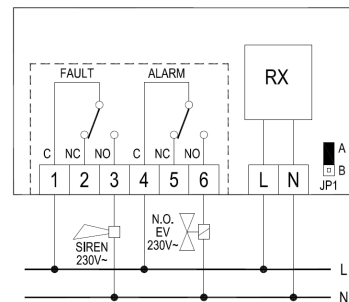 FAULT ALARM
RX
C NC NO C NC NO
A
B
1 2 3 4 5 6 L N
JP1
SIREN
230V~
N.O.
EV
230V~
L
N